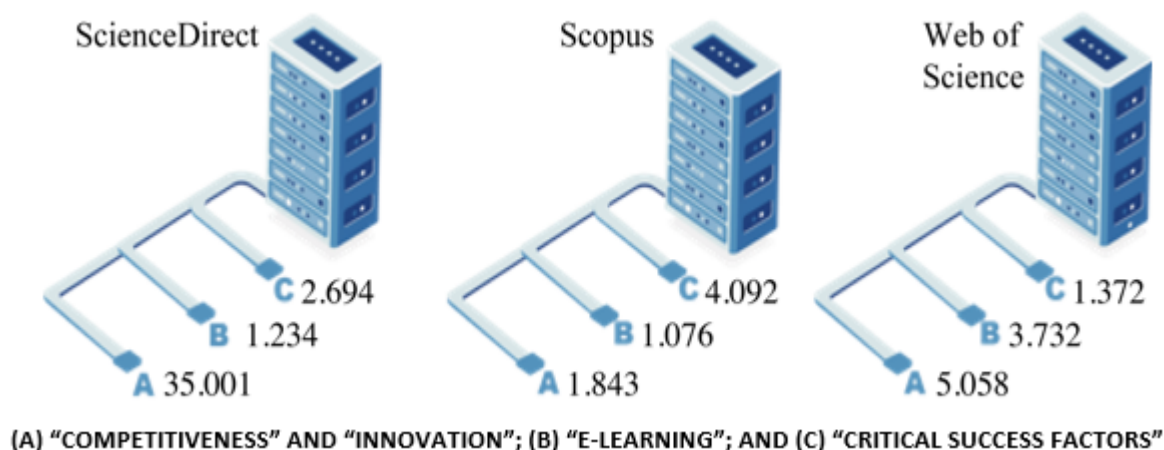 ScienceDirect
C 2.694
B 1.234
A 35.001
Scopus
C 4.092
B 1.076
A 1.843
Web of
Science
C 1.372
B 3.732
A 5.058
(A) “COMPETITIVENESS” AND “INNOVATION”; (B) “E-LEARNING”; AND (C) “CRITICAL SUCCESS FACTORS”